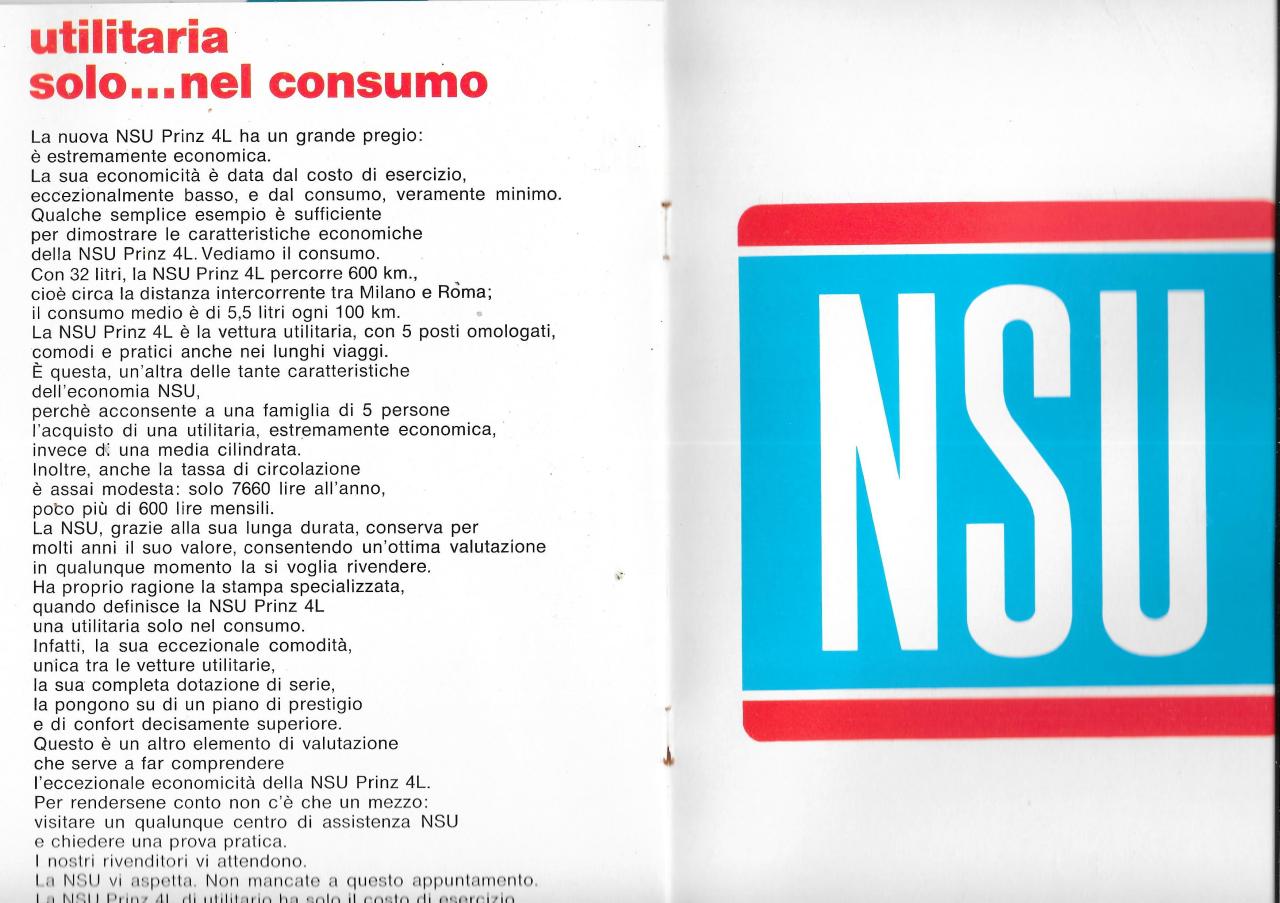 utilitaria
solo...nel consumo
La nuova NSU Prinz 4L ha un grande pregio:
è estremamente economica.
La sua economicità è data dal costo di esercizio,
eccezionalmente basso, e dal consumo, veramente minimo.
Qualche semplice esempio è sufficiente
per dimostrare le caratteristiche economiche
della NSU Prinz 4L. Vediamo il consumo.
Con 32 litri, la NSU Prinz 4L percorre 600 km.,
cioè circa la distanza intercorrente tra Milano e Roma;
il consumo medio è di 5,5 litri ogni 100 km.
La NSU Prinz 4L è la vettura utilitaria, con 5 posti omologati,
comodi e pratici anche nei lunghi viaggi.
È questa, un'altra delle tante caratteristiche
dell'economia NSU,
perchè acconsente a una famiglia di 5 persone
l'acquisto di una utilitaria, estremamente economica,
invece di una media cilindrata.
Inoltre, anche la tassa di circolazione
è assai modesta: solo 7660 lire all'anno,
poco più di 600 lire mensili.
La NSU, grazie alla sua lunga durata, conserva per
molti anni il suo valore, consentendo un'ottima valutazione
in qualunque momento la si voglia rivendere.
Ha proprio ragione la stampa specializzata,
quando definisce la NSU Prinz 4L
una utilitaria solo nel consumo.
Infatti, la sua eccezionale comodità,
unica tra le vetture utilitarie,
la sua completa dotazione di serie,
la pongono su di un piano di prestigio
e di confort decisamente superiore.
Questo è un altro elemento di valutazione
che serve a far comprendere
l'eccezionale economicità della NSU Prinz 4L.
Per rendersene conto non c'è che un mezzo:
visitare un qualunque centro di assistenza NSU
e chiedere una prova pratica.
I nostri rivenditori vi attendono.
La NSU vi aspetta. Non mancate a questo appuntamento.
La NSU Prinz 4L di utilitario ha solo il costo di esercizio
NSU